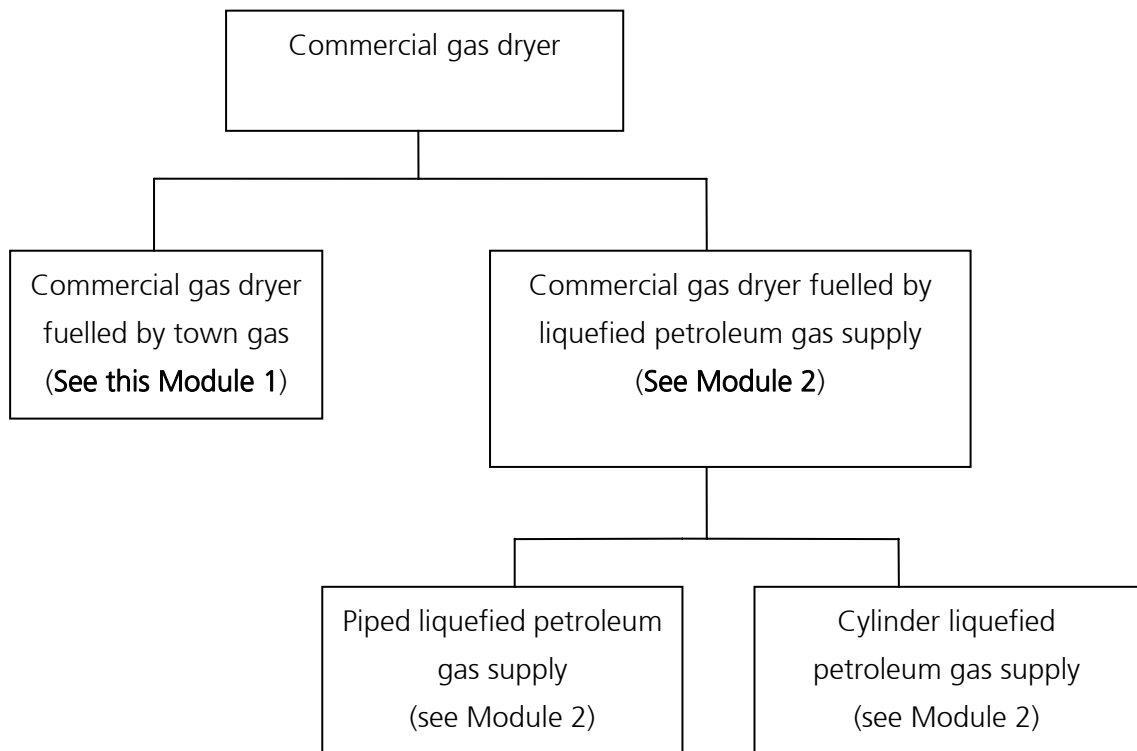 Commercial gas dryer
Commercial gas dryer
fuelled by town gas
(See this Module 1)
Commercial gas dryer fuelled by
liquefied petroleum gas supply
(See Module 2)
Piped liquefied petroleum
gas supply
(see Module 2)
Cylinder liquefied
petroleum gas supply
(see Module 2)